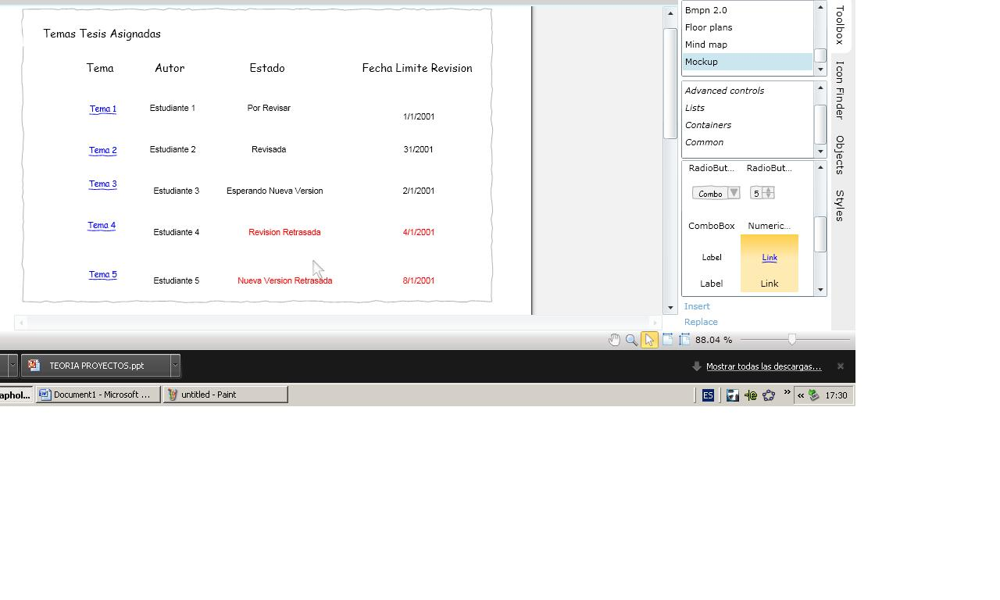 Temas Tesis Asignadas
Tema Autor Estado Fecha Limite Revision
Tema 1 Estudiante 1 Por Revisar 1/1/2001
Tema 2 Estudiante 2 Revisada 31/2001
Tema 3 Estudiante 3 Esperando Nueva Version 2/1/2001
Tema 4 Estudiante 4 Revision Retrasada 4/1/2001
Tema 5 Estudiante 5 Nueva Version Retrasada 8/1/2001
Bmpn 2.0
Floor plans
Mind map
Mockup
Advanced controls
Lists
Containers
Common
RadioBut... RadioBut...
Combo 5
ComboBox Numeric...
Label Link
Label Link
Insert
Replace
Toolbox
Icon Finder
Objects
Styles
88.04 %
TEORIA PROYECTOS.ppt
Mostrar todas las descargas...
aphol... Document1 - Microsoft ... untitled - Paint
ES » « 17:30